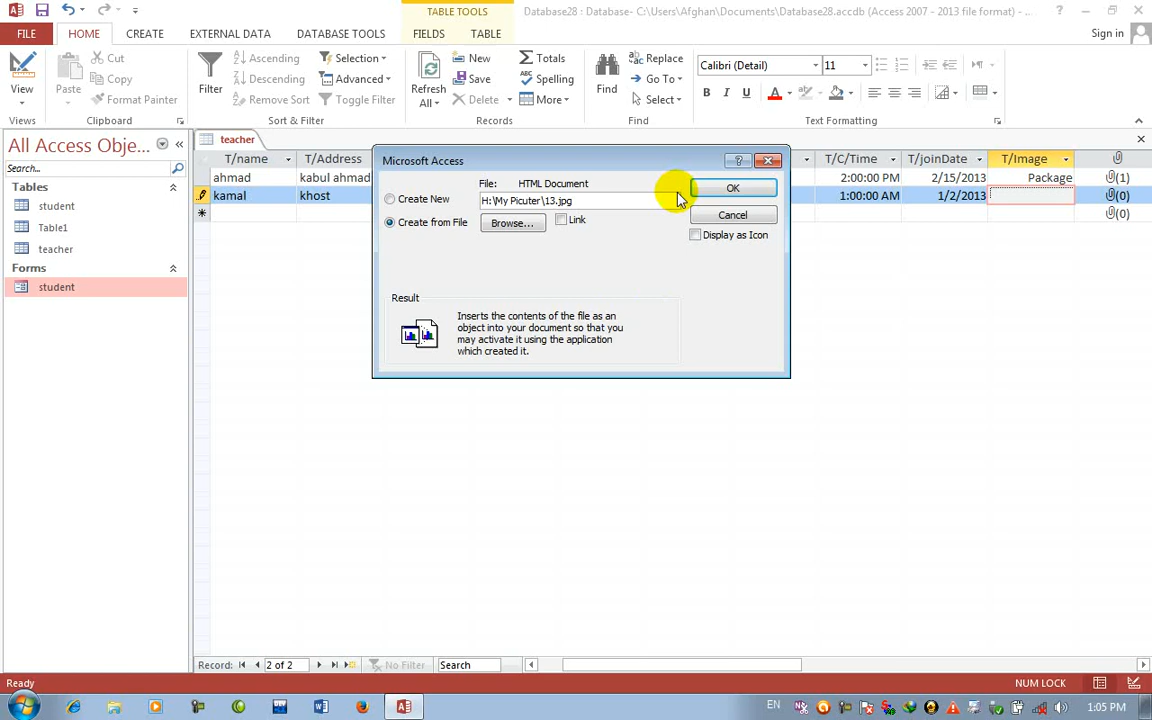 TABLE TOOLS
Database28 : Database- C:\Users\Afghan\Documents\Database28.accdb (Access 2007 - 2013 file format) - ...
FILE HOME CREATE EXTERNAL DATA DATABASE TOOLS FIELDS TABLE Sign in
View
Paste
Cut
Copy
Format Painter
Filter
Ascending
Descending
Remove Sort
Selection
Advanced
Toggle Filter
Refresh All
New
Save
Delete
Totals
Spelling
More
Find
Replace
Go To
Select
Calibri (Detail) 11
B I U A
Views Clipboard Sort & Filter Records Find Text Formatting
All Access Obje...
Search...
Tables
student
Table1
teacher
Forms
student
teacher
T/name T/Address T/C/Time T/joinDate T/Image
ahmad kabul ahmad 2:00:00 PM 2/15/2013 Package (1)
kamal khost 1:00:00 AM 1/2/2013 (0)
(0)
Microsoft Access
Create New
Create from File
File: HTML Document
H:\My Picuter\13.jpg
Browse...
Link
OK
Cancel
Display as Icon
Result
Inserts the contents of the file as an
object into your document so that you
may activate it using the application
which created it.
Record: 2 of 2 No Filter Search
Ready NUM LOCK
EN 1:05 PM